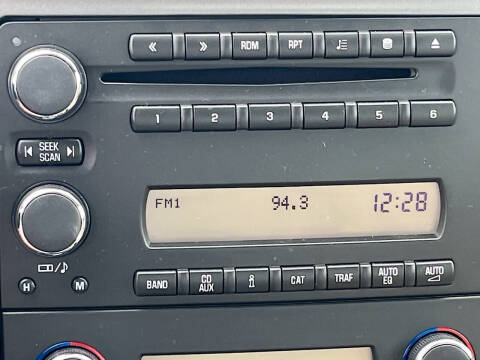 RDM RPT
1 2 3 4 5 6
SEEK
SCAN
FM1 94.3 12:28
H M
BAND CD AUX i CAT TRAF AUTO EQ AUTO